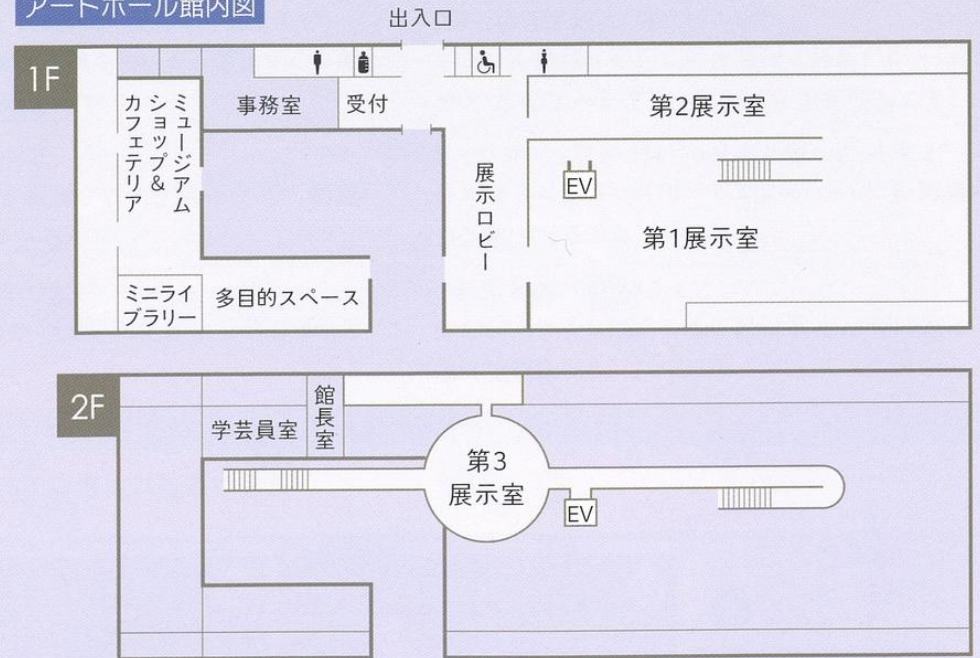 アートホール館内図
出入口
1F
ミュージアム
ショップ&
カフェテリア
事務室
受付
第2展示室
展示ロビー
EV
第1展示室
ミニライ
ブラリー
多目的スペース
2F
学芸員室
館長室
第3
展示室
EV